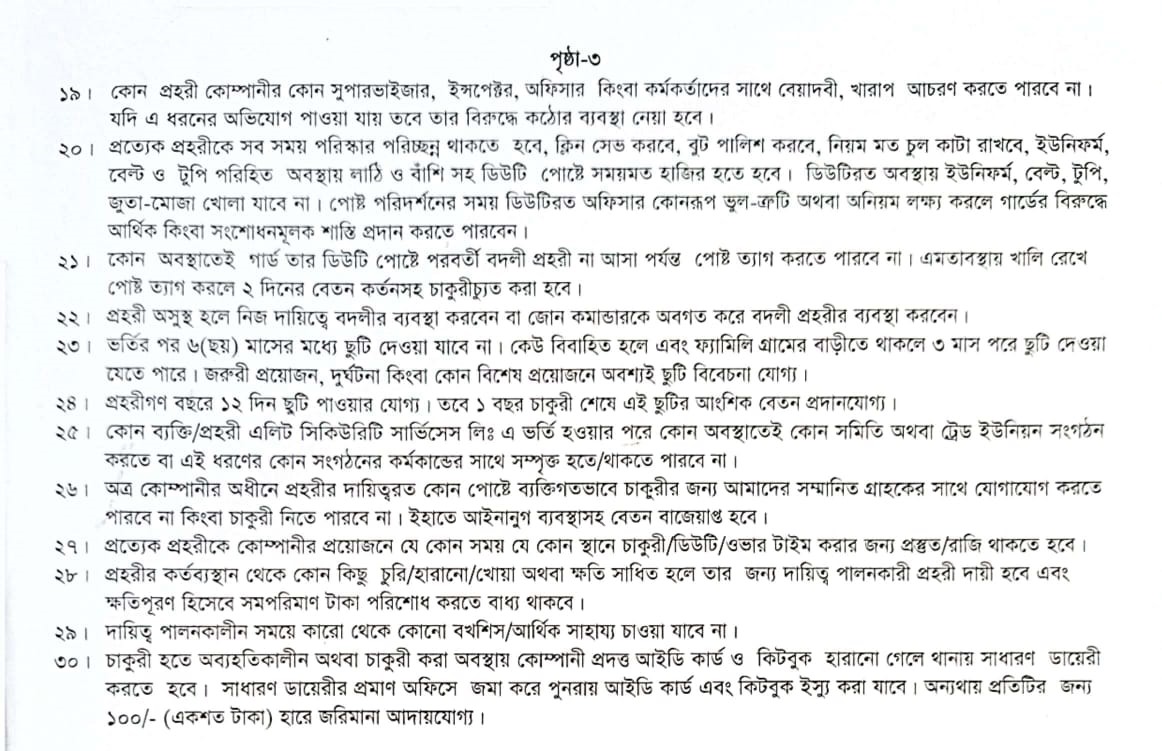 পৃষ্ঠা-৩
১৯। কোন প্রহরী কোম্পানীর কোন সুপারভাইজার, ইন্সপেক্টর, অফিসার কিংবা কর্মকর্তাদের সাথে বেয়াদবী, খারাপ আচরণ করতে পারবে না।
যদি এ ধরনের অভিযোগ পাওয়া যায় তবে তার বিরুদ্ধে কঠোর ব্যবস্থা নেয়া হবে।
২০। প্রত্যেক প্রহরীকে সব সময় পরিস্কার পরিচ্ছন্ন থাকতে হবে, ক্লিন সেভ করবে, বুট পালিশ করবে, নিয়ম মত চুল কাটা রাখবে, ইউনিফর্ম,
বেল্ট ও টুপি পরিহিত অবস্থায় লাঠি ও বাঁশি সহ ডিউটি পোষ্টে সময়মত হাজির হতে হবে। ডিউটিরত অবস্থায় ইউনিফর্ম, বেল্ট, টুপি,
জুতা-মোজা খোলা যাবে না। পোষ্ট পরিদর্শনের সময় ডিউটিরত অফিসার কোনরূপ ভুল-ত্রুটি অথবা অনিয়ম লক্ষ্য করলে গার্ডের বিরুদ্ধে
আর্থিক কিংবা সংশোধনমূলক শাস্তি প্রদান করতে পারবেন।
২১। কোন অবস্থাতেই গার্ড তার ডিউটি পোষ্টে পরবর্তী বদলী প্রহরী না আসা পর্যন্ত পোষ্ট ত্যাগ করতে পারবে না। এমতাবস্থায় খালি রেখে
পোষ্ট ত্যাগ করলে ২ দিনের বেতন কর্তনসহ চাকুরীচ্যুত করা হবে।
২২। প্রহরী অসুস্থ হলে নিজ দায়িত্বে বদলীর ব্যবস্থা করবেন বা জোন কমান্ডারকে অবগত করে বদলী প্রহরীর ব্যবস্থা করবেন।
২৩। ভর্তির পর ৬(ছয়) মাসের মধ্যে ছুটি দেওয়া যাবে না। কেউ বিবাহিত হলে এবং ফ্যামিলি গ্রামের বাড়ীতে থাকলে ৩ মাস পরে ছুটি দেওয়া
যেতে পারে। জরুরী প্রয়োজন, দুর্ঘটনা কিংবা কোন বিশেষ প্রয়োজনে অবশ্যই ছুটি বিবেচনা যোগ্য।
২৪। প্রহরীগণ বছরে ১২ দিন ছুটি পাওয়ার যোগ্য। তবে ১ বছর চাকুরী শেষে এই ছুটির আংশিক বেতন প্রদানযোগ্য।
২৫। কোন ব্যক্তি/প্রহরী এলিট সিকিউরিটি সার্ভিসেস লিঃ এ ভর্তি হওয়ার পরে কোন অবস্থাতেই কোন সমিতি অথবা ট্রেড ইউনিয়ন সংগঠন
করতে বা এই ধরণের কোন সংগঠনের কর্মকান্ডের সাথে সম্পৃক্ত হতে/থাকতে পারবে না।
২৬। অত্র কোম্পানীর অধীনে প্রহরীর দায়িত্বরত কোন পোষ্টে ব্যক্তিগতভাবে চাকুরীর জন্য আমাদের সম্মানিত গ্রাহকের সাথে যোগাযোগ করতে
পারবে না কিংবা চাকুরী নিতে পারবে না। ইহাতে আইনানুগ ব্যবস্থাসহ বেতন বাজেয়াপ্ত হবে।
২৭। প্রত্যেক প্রহরীকে কোম্পানীর প্রয়োজনে যে কোন সময় যে কোন স্থানে চাকুরী/ডিউটি/ওভার টাইম করার জন্য প্রস্তুত/রাজি থাকতে হবে।
২৮। প্রহরীর কর্তব্যস্থান থেকে কোন কিছু চুরি/হারানো/খোয়া অথবা ক্ষতি সাধিত হলে তার জন্য দায়িত্ব পালনকারী প্রহরী দায়ী হবে এবং
ক্ষতিপূরণ হিসেবে সমপরিমাণ টাকা পরিশোধ করতে বাধ্য থাকবে।
২৯। দায়িত্ব পালনকালীন সময়ে কারো থেকে কোনো বখশিস/আর্থিক সাহায্য চাওয়া যাবে না।
৩০। চাকুরী হতে অব্যহতিকালীন অথবা চাকুরী করা অবস্থায় কোম্পানী প্রদত্ত আইডি কার্ড ও কিটবুক হারানো গেলে থানায় সাধারণ ডায়েরী
করতে হবে। সাধারণ ডায়েরীর প্রমাণ অফিসে জমা করে পুনরায় আইডি কার্ড এবং কিটবুক ইস্যু করা যাবে। অন্যথায় প্রতিটির জন্য
১০০/- (একশত টাকা) হারে জরিমানা আদায়যোগ্য।